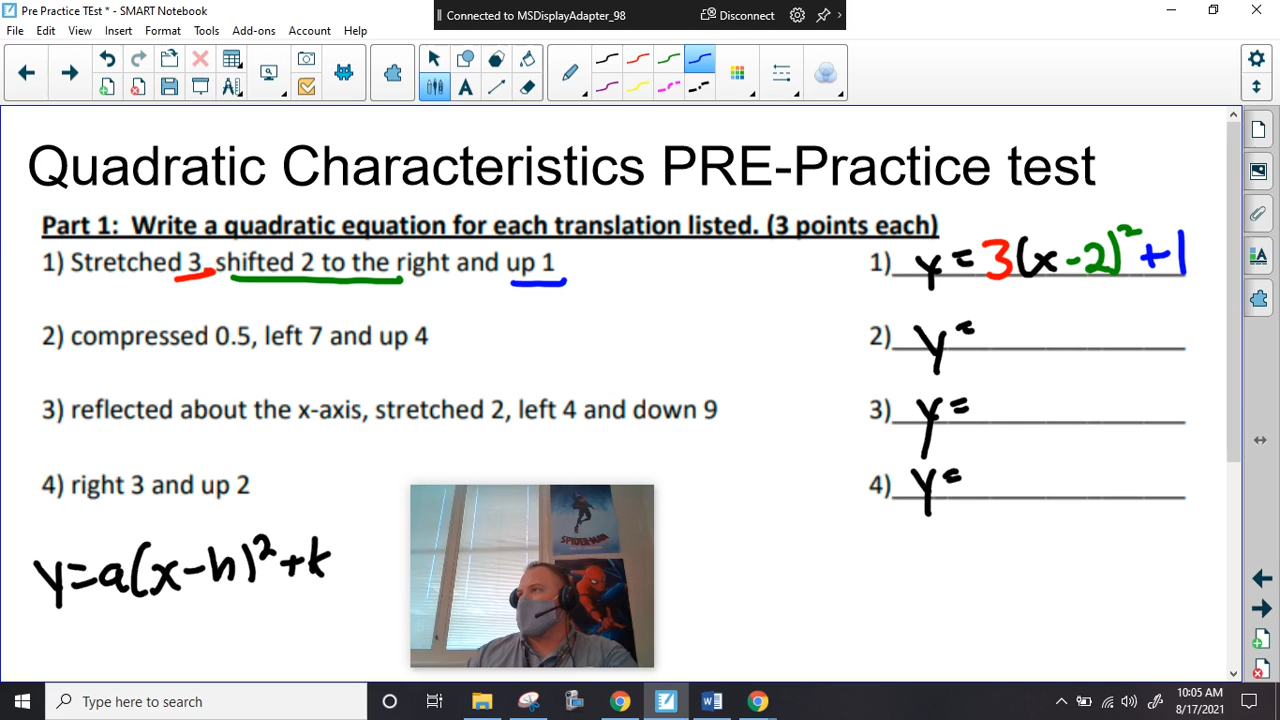 Pre Practice TEst * - SMART Notebook
Connected to MSDisplayAdapter_98
Disconnect
File Edit View Insert Format Tools Add-ons Account Help
Quadratic Characteristics PRE-Practice test
Part 1: Write a quadratic equation for each translation listed. (3 points each)
1) Stretched 3, shifted 2 to the right and up 1
1) y = 3(x-2)² +1
2) compressed 0.5, left 7 and up 4
2) y =
3) reflected about the x-axis, stretched 2, left 4 and down 9
3) y =
4) right 3 and up 2
4) y =
y=a(x-h)²+k
SPIDER-MAN
Type here to search
10:05 AM
8/17/2021